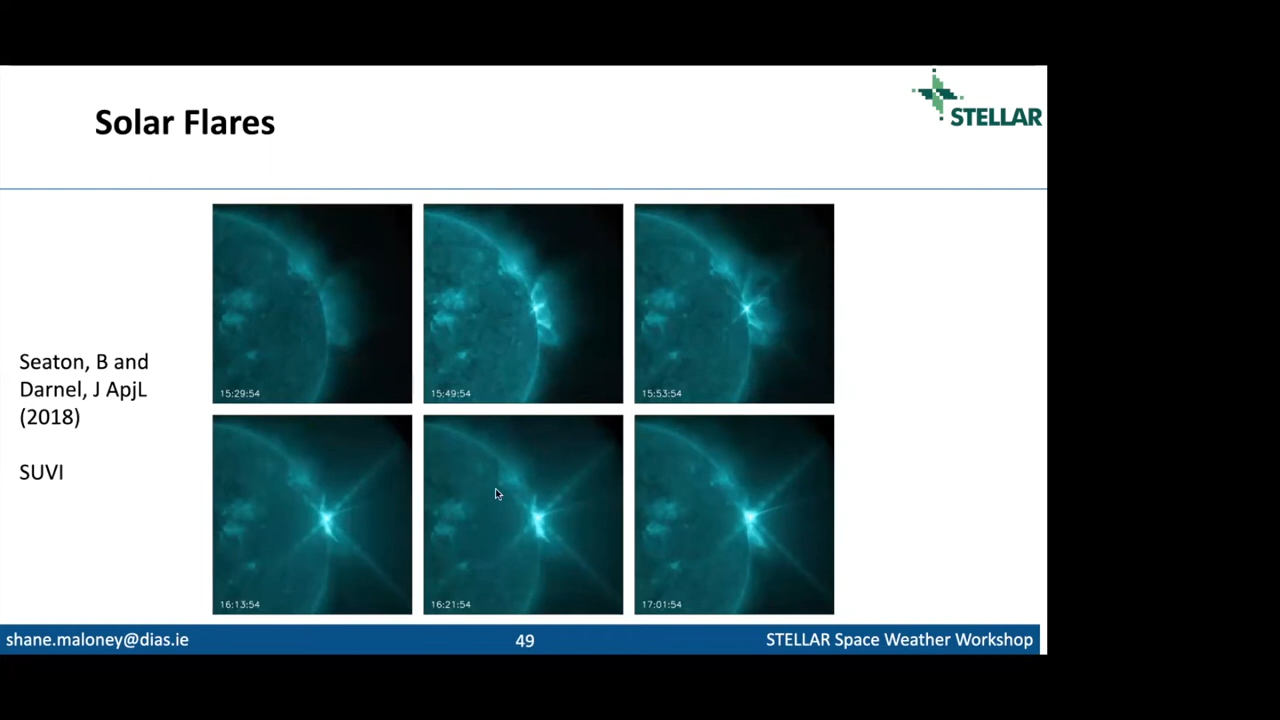 Solar Flares
STELLAR
Seaton, B and
Darnel, J ApjL
(2018)
SUVI
15:29:54
15:49:54
15:53:54
16:13:54
16:21:54
17:01:54
shane.maloney@dias.ie
49
STELLAR Space Weather Workshop